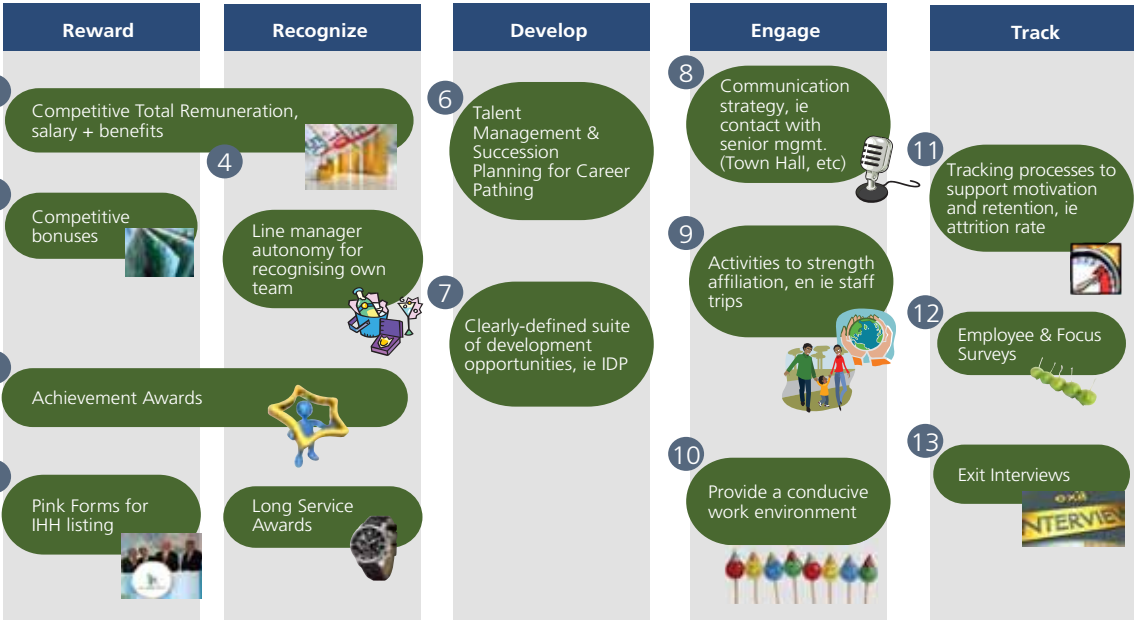 Reward
Recognize
Develop
Engage
Track
Competitive Total Remuneration,
salary + benefits
Competitive
bonuses
Achievement Awards
Pink Forms for
IHH listing
4
Line manager
autonomy for
recognising own
team
Long Service
Awards
6
Talent
Management &
Succession
Planning for Career
Pathing
7
Clearly-defined suite
of development
opportunities, ie IDP
8
Communication
strategy, ie
contact with
senior mgmt.
(Town Hall, etc)
9
Activities to strength
affiliation, en ie staff
trips
10
Provide a conducive
work environment
11
Tracking processes to
support motivation
and retention, ie
attrition rate
12
Employee & Focus
Surveys
13
Exit Interviews
exit
INTERVIEW